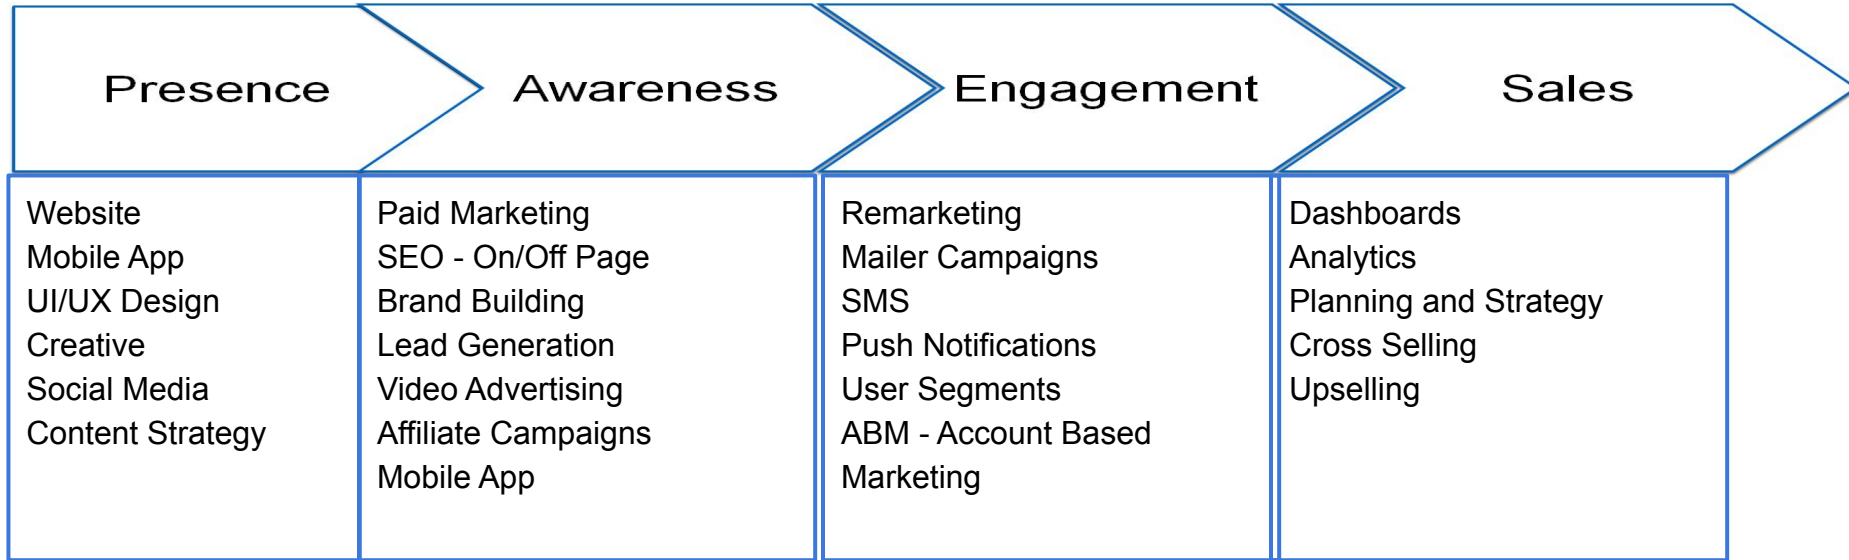 Presence
Awareness
Engagement
Sales
Website
Mobile App
UI/UX Design
Creative
Social Media
Content Strategy
Paid Marketing
SEO - On/Off Page
Brand Building
Lead Generation
Video Advertising
Affiliate Campaigns
Mobile App
Remarketing
Mailer Campaigns
SMS
Push Notifications
User Segments
ABM - Account Based
Marketing
Dashboards
Analytics
Planning and Strategy
Cross Selling
Upselling